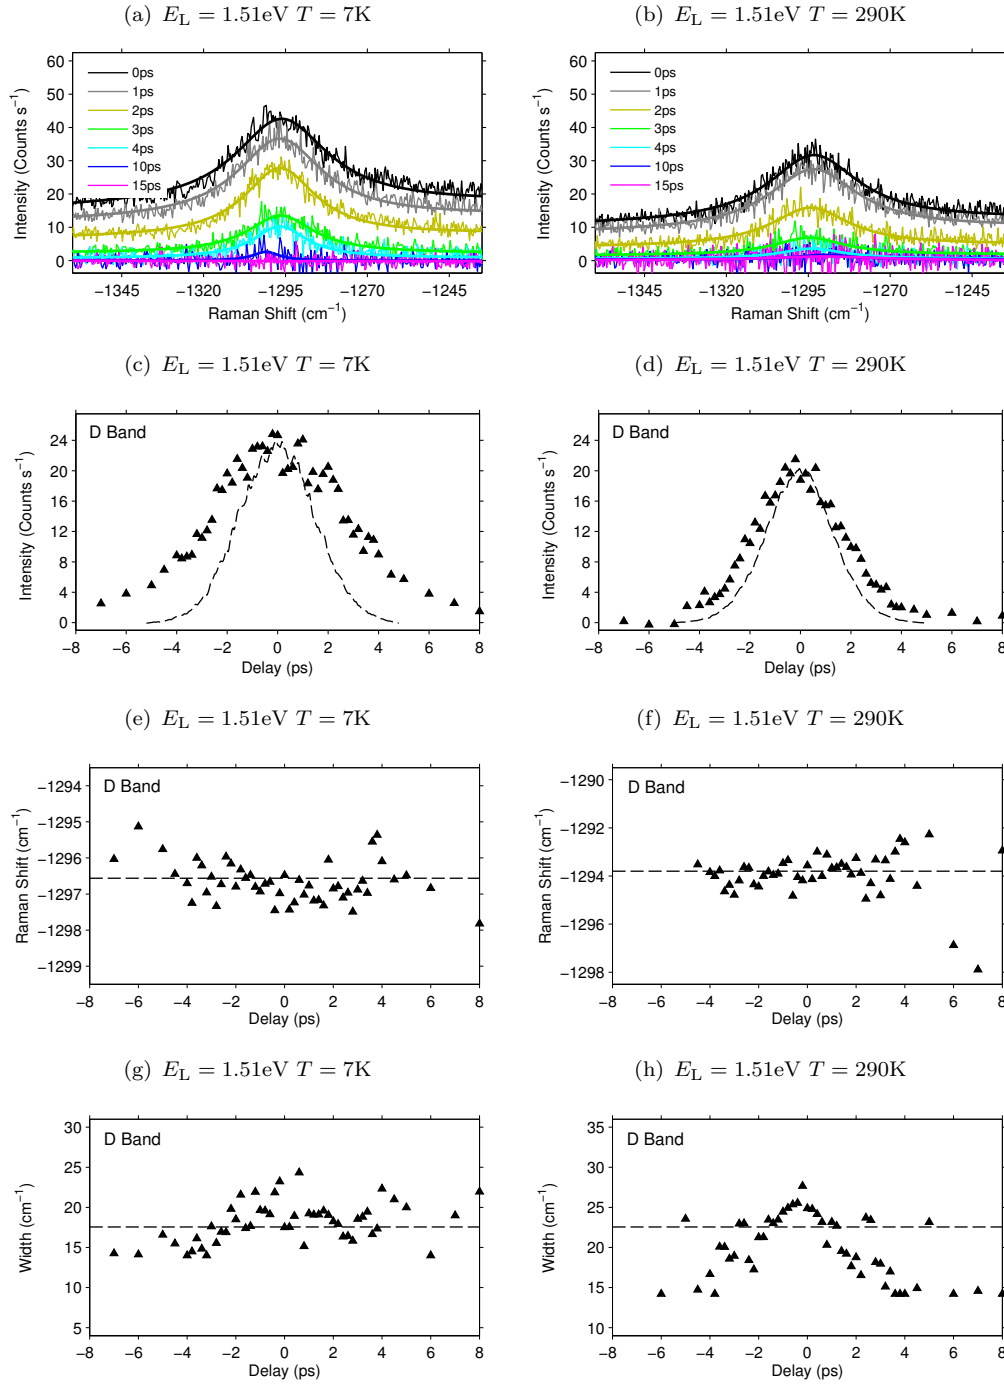 (a) E_L = 1.51eV T = 7K
(b) E_L = 1.51eV T = 290K
60
50
40
30
20
10
0
Intensity (Counts s⁻¹)
0ps
1ps
2ps
3ps
4ps
10ps
15ps
−1345 −1320 −1295 −1270 −1245
Raman Shift (cm⁻¹)
60
50
40
30
20
10
0
Intensity (Counts s⁻¹)
0ps
1ps
2ps
3ps
4ps
10ps
15ps
−1345 −1320 −1295 −1270 −1245
Raman Shift (cm⁻¹)
(c) E_L = 1.51eV T = 7K
(d) E_L = 1.51eV T = 290K
D Band
24
20
16
12
8
4
0
Intensity (Counts s⁻¹)
−8 −6 −4 −2 0 2 4 6 8
Delay (ps)
D Band
24
20
16
12
8
4
0
Intensity (Counts s⁻¹)
−8 −6 −4 −2 0 2 4 6 8
Delay (ps)
(e) E_L = 1.51eV T = 7K
(f) E_L = 1.51eV T = 290K
D Band
−1294
−1295
−1296
−1297
−1298
−1299
Raman Shift (cm⁻¹)
−8 −6 −4 −2 0 2 4 6 8
Delay (ps)
D Band
−1290
−1292
−1294
−1296
−1298
Raman Shift (cm⁻¹)
−8 −6 −4 −2 0 2 4 6 8
Delay (ps)
(g) E_L = 1.51eV T = 7K
(h) E_L = 1.51eV T = 290K
D Band
30
25
20
15
10
5
Width (cm⁻¹)
−8 −6 −4 −2 0 2 4 6 8
Delay (ps)
D Band
35
30
25
20
15
10
Width (cm⁻¹)
−8 −6 −4 −2 0 2 4 6 8
Delay (ps)